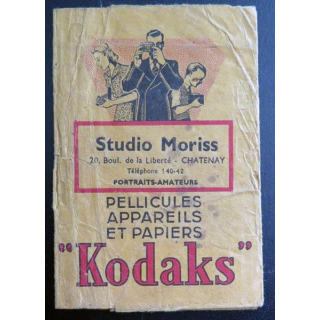 Studio Moriss
20, Boul. de la Liberté - CHATENAY
Téléphone 140-42
PORTRAITS-AMATEURS
PELLICULES
APPAREILS
ET PAPIERS
"Kodaks"